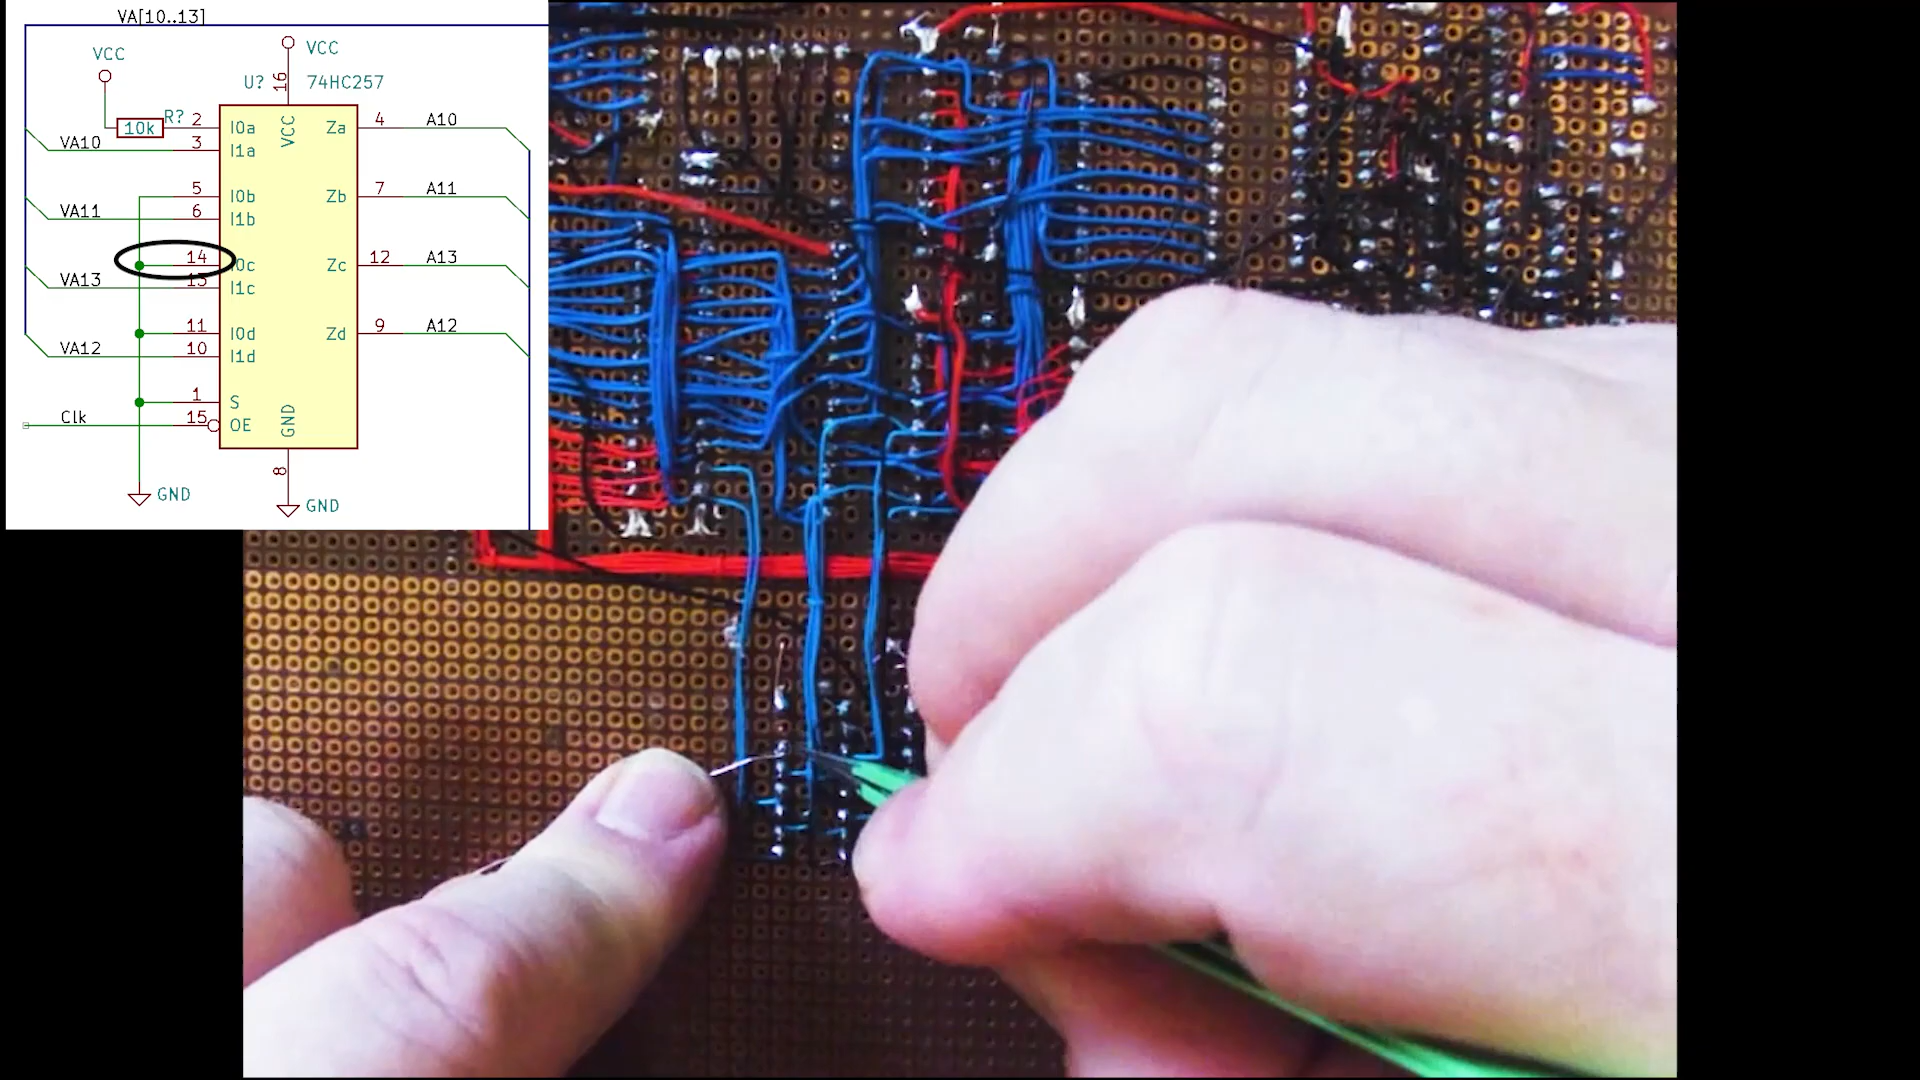 VA[10..13]
VCC
VCC
U? 16 74HC257
10k R? 2 I0a VCC Za 4 A10
VA10 3 I1a
5 I0b Zb 7 A11
VA11 6 I1b
14 I0c Zc 12 A13
VA13 13 I1c
11 I0d Zd 9 A12
VA12 10 I1d
1 S
Clk 15 OE GND
8
GND
GND